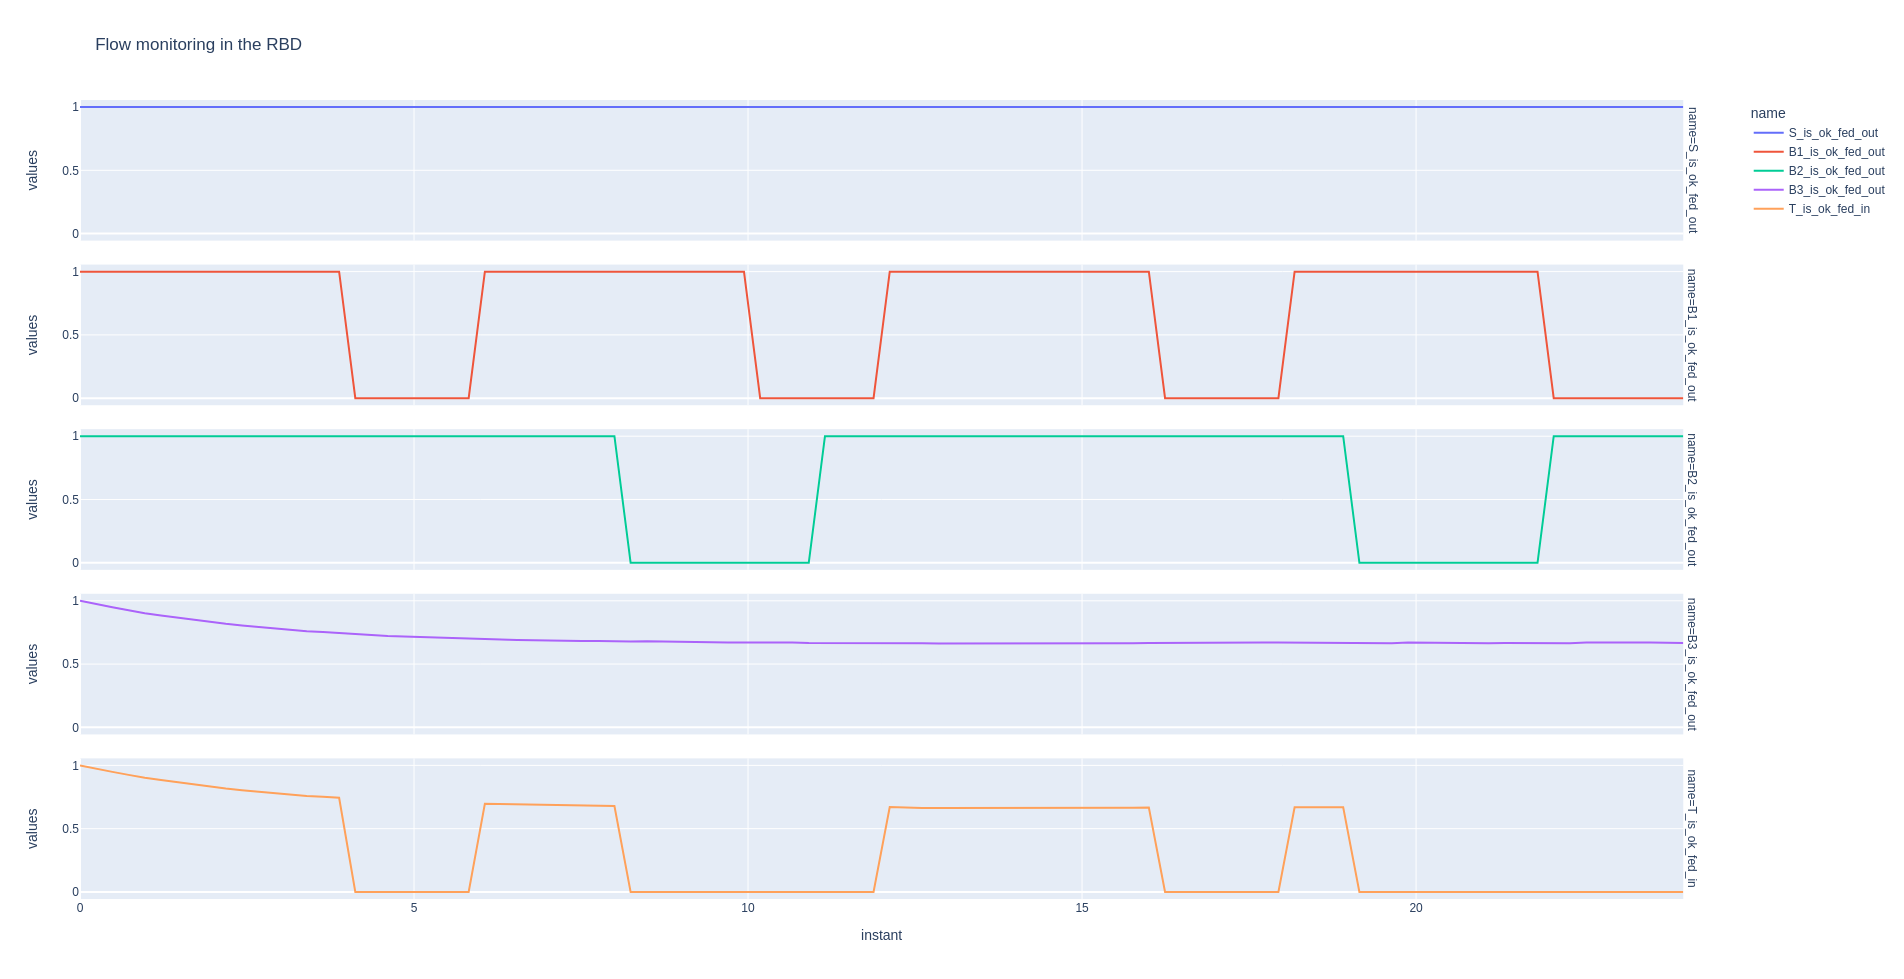 Flow monitoring in the RBD
1
0.5
0
values
name=S_is_ok_fed_out
1
0.5
0
values
name=B1_is_ok_fed_out
1
0.5
0
values
name=B2_is_ok_fed_out
1
0.5
0
values
name=B3_is_ok_fed_out
1
0.5
0
values
name=T_is_ok_fed_in
0 5 10 15 20
instant
name
S_is_ok_fed_out
B1_is_ok_fed_out
B2_is_ok_fed_out
B3_is_ok_fed_out
T_is_ok_fed_in